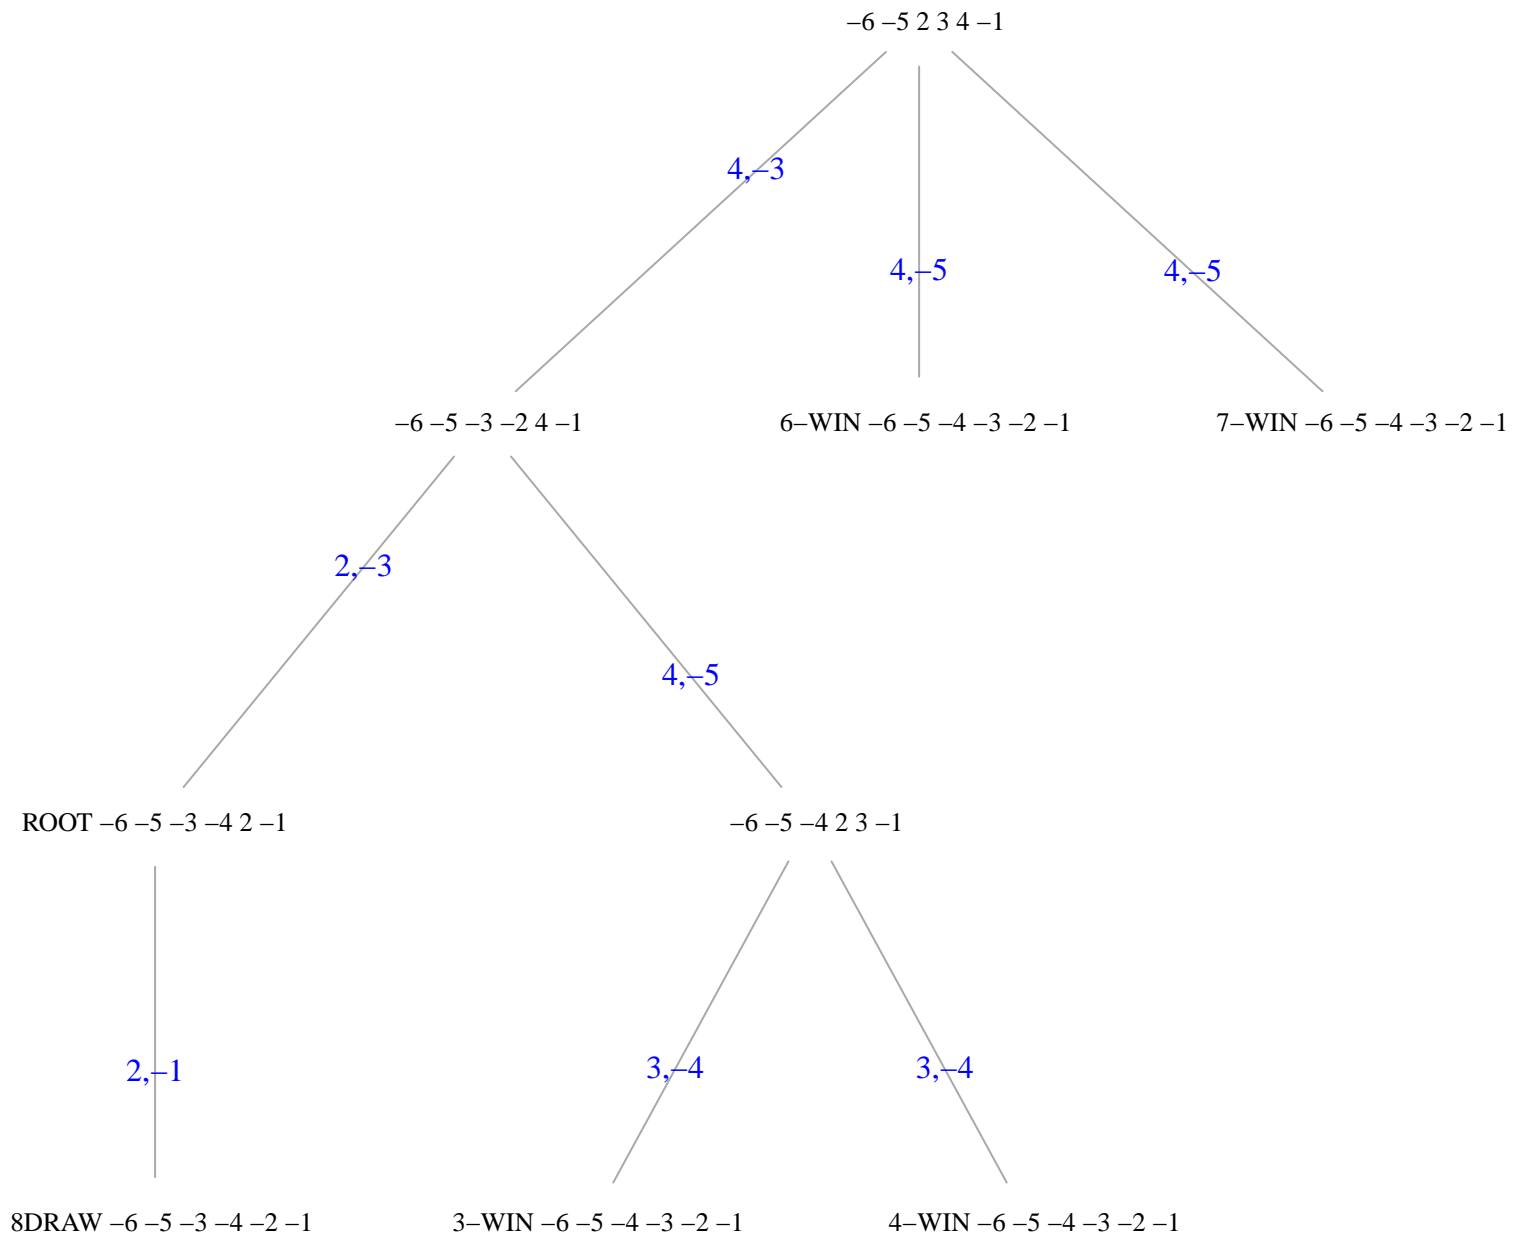 –6 –5 2 3 4 –1
4,–3
4,–5
4,–5
–6 –5 –3 –2 4 –1
6–WIN –6 –5 –4 –3 –2 –1
7–WIN –6 –5 –4 –3 –2 –1
2,–3
4,–5
ROOT –6 –5 –3 –4 2 –1
–6 –5 –4 2 3 –1
2,–1
3,–4
3,–4
8DRAW –6 –5 –3 –4 –2 –1
3–WIN –6 –5 –4 –3 –2 –1
4–WIN –6 –5 –4 –3 –2 –1